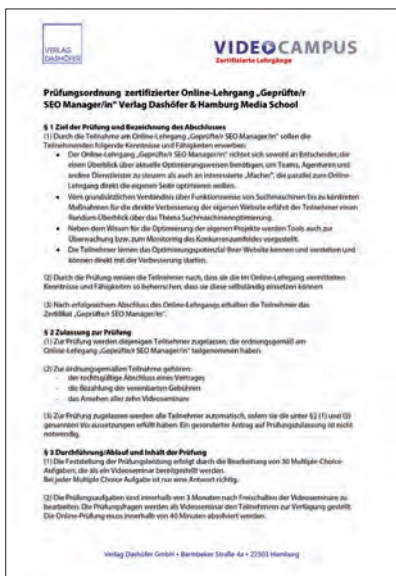 VERLAG
DASHÖFER
VIDEOCAMPUS
Zertifizierte Lehrgänge
Prüfungsordnung zertifizierter Online-Lehrgang „Geprüfte/r
SEO Manager/in" Verlag Dashöfer & Hamburg Media School
§ 1 Ziel der Prüfung und Bezeichnung des Abschlusses
(1) Durch die Teilnahme am Online-Lehrgang „Geprüfte/r SEO Manager/in" sollen die
Teilnehmenden folgende Kenntnisse und Fähigkeiten erwerben:
• Der Online-Lehrgang „Geprüfte/r SEO Manager/in" richtet sich sowohl an Entscheider, die
einen Überblick über aktuelle Optimierungsweisen benötigen, um Teams, Agenturen und
andere Dienstleister zu steuern als auch an interessierte „Macher", die parallel zum Online-
Lehrgang direkt die eigenen Seite optimieren wollen.
• Vom grundsätzlichen Verständnis über Funktionsweise von Suchmaschinen bis zu konkreten
Maßnahmen für die direkte Verbesserung der eigenen Website erfährt der Teilnehmer einen
Rundum-Überblick über das Thema Suchmaschinenoptimierung.
• Neben dem Wissen für die Optimierung der eigenen Projekte werden Tools auch zur
Überwachung bzw. zum Monitoring des Konkurrenzumfeldes vorgestellt.
• Die Teilnehmer lernen das Optimierungspotential Ihrer Website kennen und verstehen und
können direkt mit der Verbesserung starten.
(2) Durch die Prüfung weisen die Teilnehmer nach, dass sie die im Online-Lehrgang vermittelten
Kenntnisse und Fähigkeiten so beherrschen, dass sie diese selbständig einsetzen können.
(3) Nach erfolgreichem Abschluss des Online-Lehrgangs erhalten die Teilnehmer das
Zertifikat „Geprüfte/r SEO Manager/in".
§ 2 Zulassung zur Prüfung
(1) Zur Prüfung werden diejenigen Teilnehmer zugelassen, die ordnungsgemäß am
Online-Lehrgang „Geprüfte/r SEO Manager/in" teilgenommen haben.
(2) Zur ordnungsgemäßen Teilnahme gehören:
- der rechtsgültige Abschluss eines Vertrages
- die Bezahlung der vereinbarten Gebühren
- das Ansehen aller zehn Videoseminare
(3) Zur Prüfung zugelassen werden alle Teilnehmer automatisch, sofern sie die unter §2 (1) und (2)
genannten Voraussetzungen erfüllt haben. Ein gesonderter Antrag auf Prüfungszulassung ist nicht
notwendig.
§ 3 Durchführung/Ablauf und Inhalt der Prüfung
(1) Die Feststellung der Prüfungsleistung erfolgt durch die Bearbeitung von 30 Multiple-Choice-
Aufgaben, die als ein Videoseminar bereitgestellt werden.
Bei jeder Multiple Choice Aufgabe ist nur eine Antwort richtig.
(2) Die Prüfungsaufgaben sind innerhalb von 3 Monaten nach Freischalten der Videoseminare zu
bearbeiten. Die Prüfungsfragen werden als Videoseminar den Teilnehmern zur Verfügung gestellt.
Die Online-Prüfung muss innerhalb von 40 Minuten absolviert werden.
Verlag Dashöfer GmbH • Barmbeker Straße 4a • 22303 Hamburg